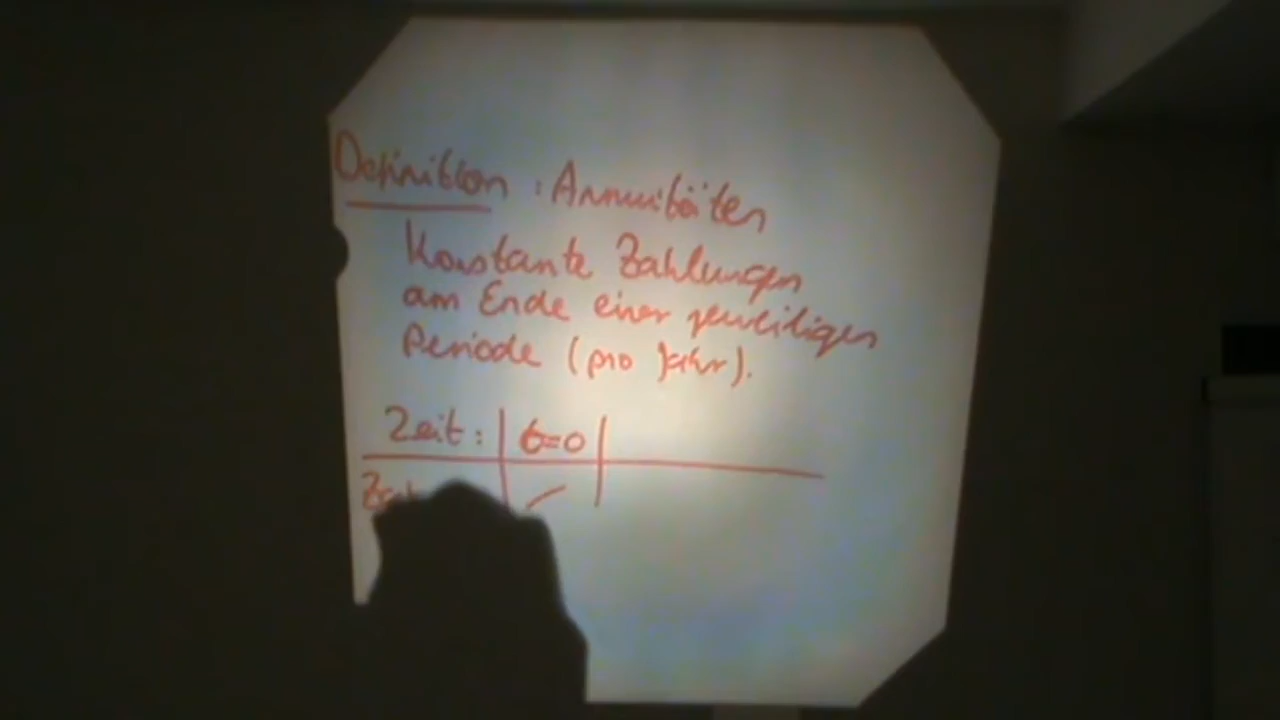 Definition : Annuitäten
Konstante Zahlungen
am Ende einer jeweiligen
Periode (pro Jahr).
Zeit: t=0